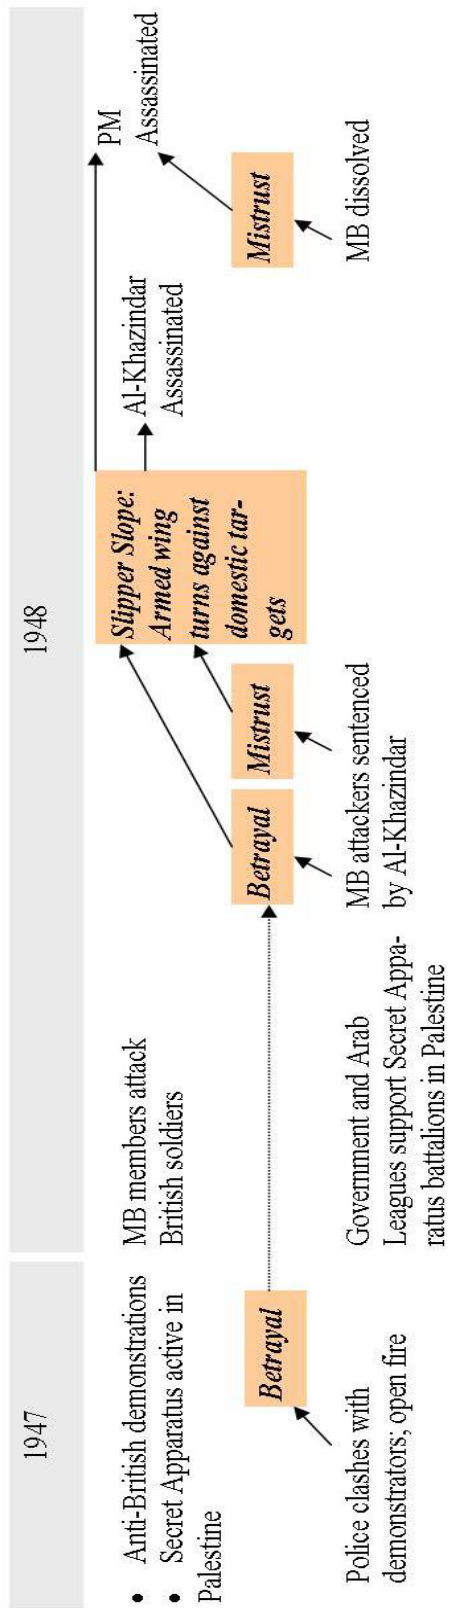 1947
1948
• Anti-British demonstrations
• Secret Apparatus active in
Palestine
MB members attack
British soldiers
Slipper Slope:
Armed wing
turns against
domestic tar-
gets
Al-Khazindar
Assassinated
PM
Assassinated
Betrayal
Betrayal
Mistrust
Mistrust
Police clashes with
demonstrators; open fire
Government and Arab
Leagues support Secret Appa-
ratus battalions in Palestine
MB attackers sentenced
by Al-Khazindar
MB dissolved